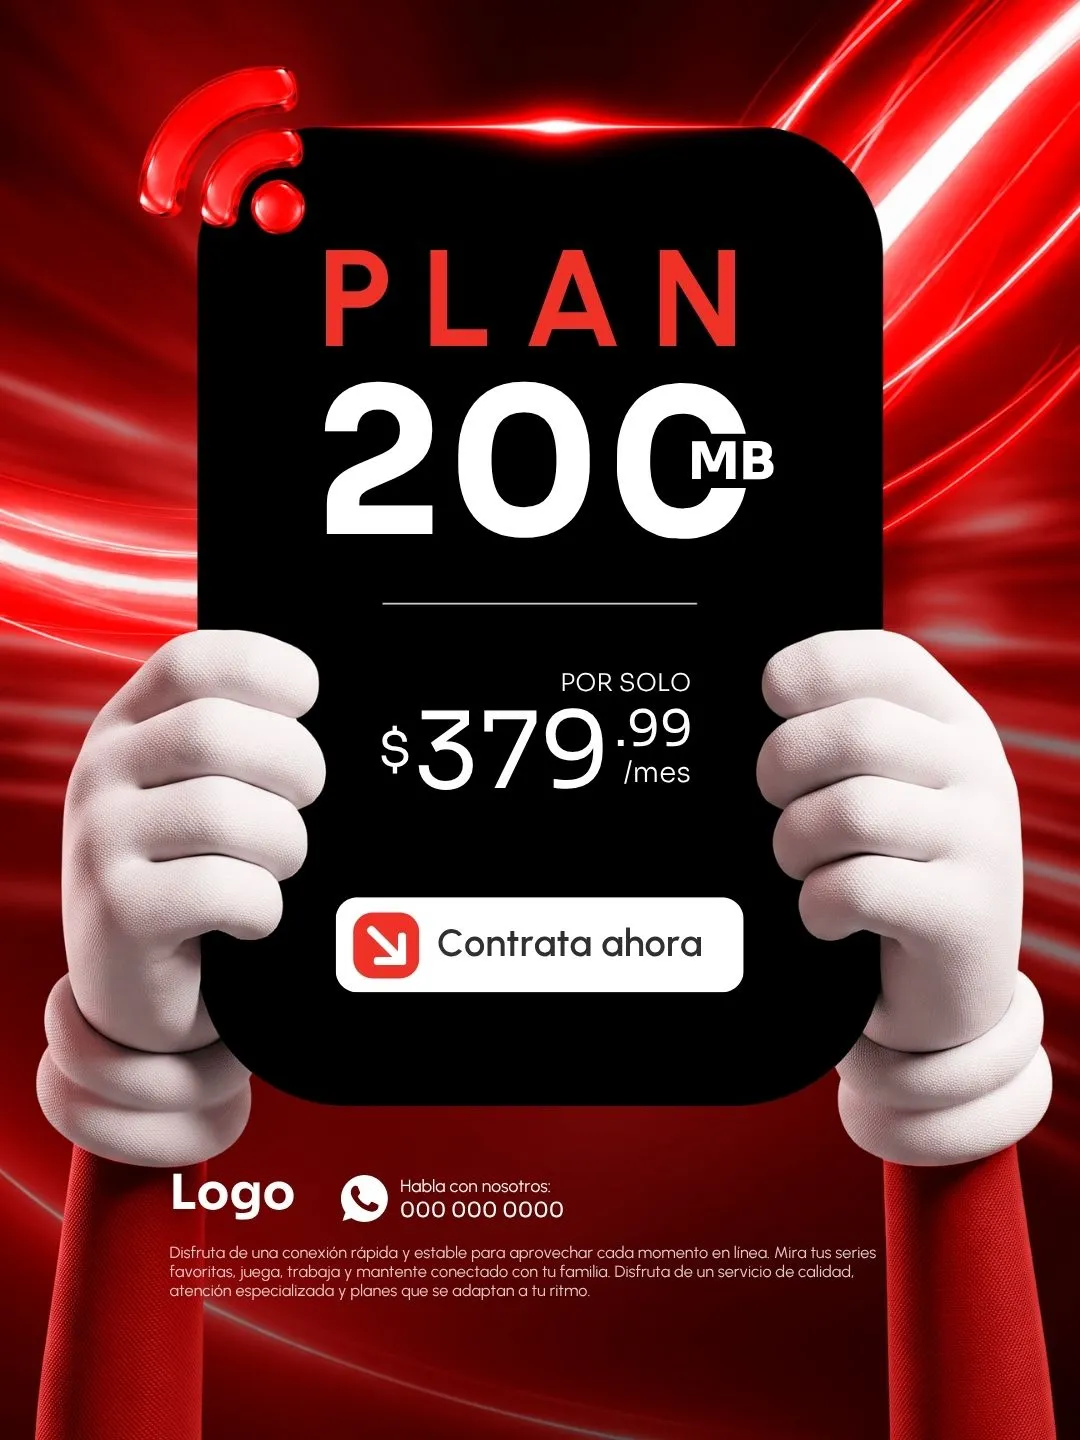 PLAN
200
MB
POR SOLO
$379.99
/mes
Contrata ahora
Logo
Habla con nosotros:
000 000 0000
Disfruta de una conexión rápida y estable para aprovechar cada momento en línea. Mira tus series
favoritas, juega, trabaja y mantente conectado con tu familia. Disfruta de un servicio de calidad,
atención especializada y planes que se adaptan a tu ritmo.